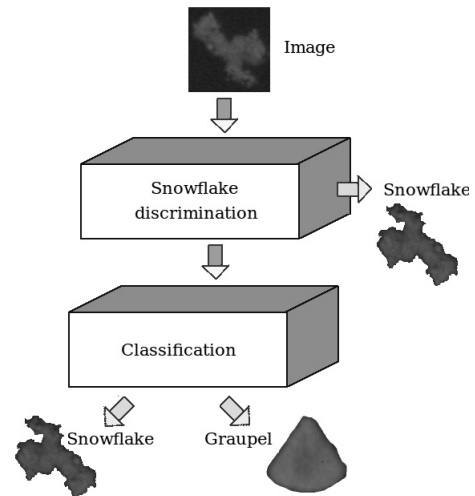 Image
Snowflake
discrimination
Snowflake
Classification
Snowflake
Graupel